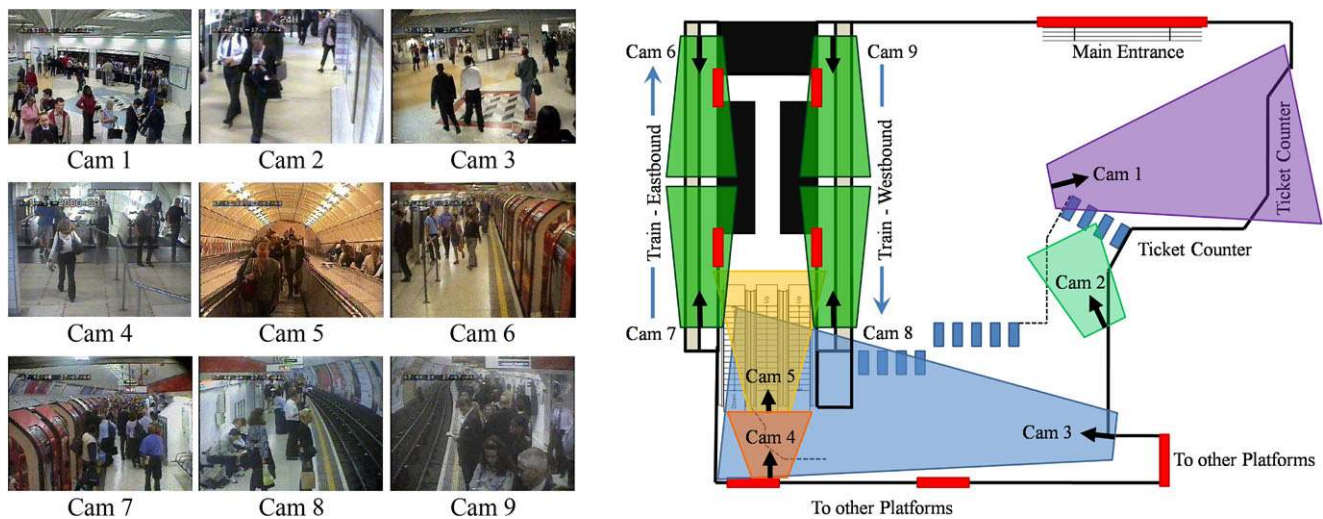 Cam 1
Cam 2
Cam 3
Cam 4
Cam 5
Cam 6
Cam 7
Cam 8
Cam 9
Cam 6
Cam 9
Main Entrance
Train - Eastbound
Train - Westbound
Cam 1
Ticket Counter
Ticket Counter
Cam 2
Cam 7
Cam 8
Up
Cam 5
Down
Cam 4
Cam 3
To other Platforms
To other Platforms